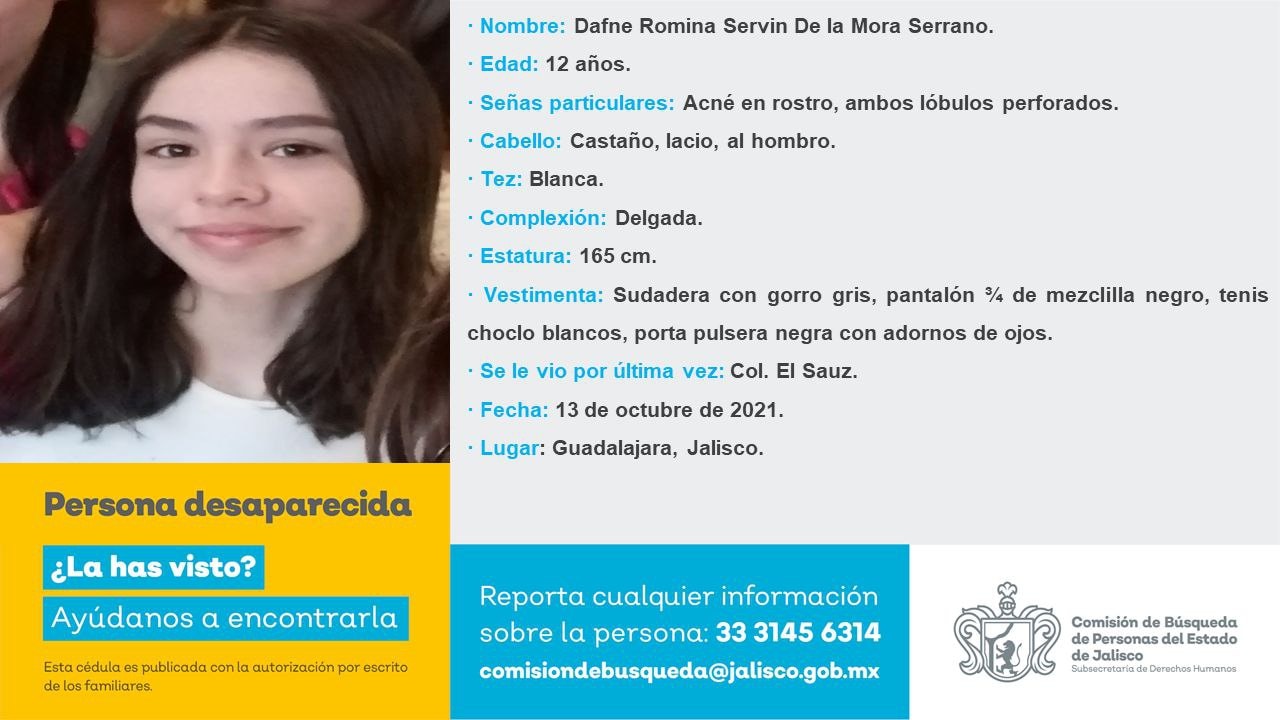 · Nombre: Dafne Romina Servin De la Mora Serrano.
· Edad: 12 años.
· Señas particulares: Acné en rostro, ambos lóbulos perforados.
· Cabello: Castaño, lacio, al hombro.
· Tez: Blanca.
· Complexión: Delgada.
· Estatura: 165 cm.
· Vestimenta: Sudadera con gorro gris, pantalón ¾ de mezclilla negro, tenis
choclo blancos, porta pulsera negra con adornos de ojos.
· Se le vio por última vez: Col. El Sauz.
· Fecha: 13 de octubre de 2021.
· Lugar: Guadalajara, Jalisco.
Persona desaparecida
¿La has visto?
Ayúdanos a encontrarla
Esta cédula es publicada con la autorización por escrito
de los familiares.
Reporta cualquier información
sobre la persona: 33 3145 6314
comisiondebusqueda@jalisco.gob.mx
Comisión de Búsqueda
de Personas del Estado
de Jalisco
Subsecretaría de Derechos Humanos